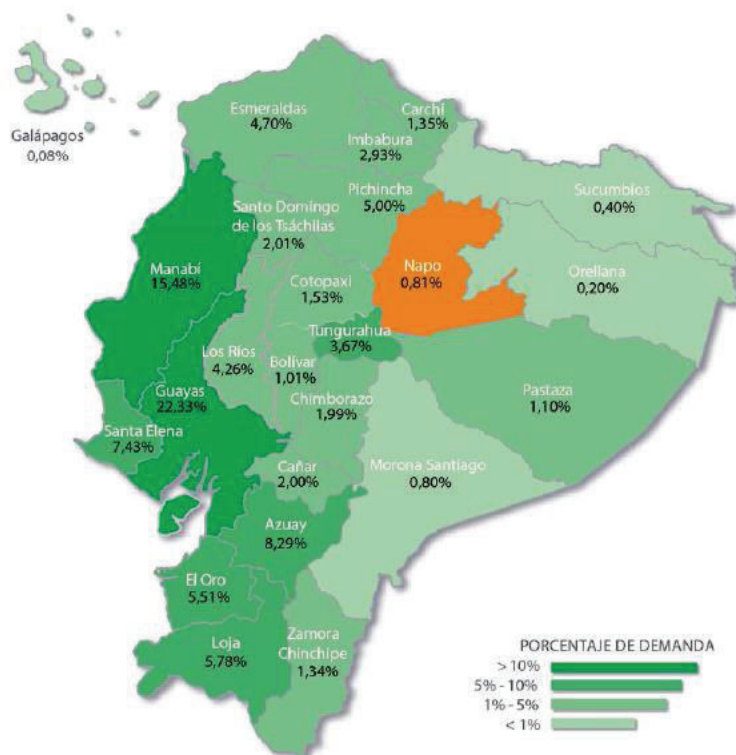 Esmeraldas
4,70%
Carchi
1,35%
Imbabura
2,93%
Galápagos
0,08%
Pichincha
5,00%
Sucumbios
0,40%
Santo Domingo
de los Tsáchilas
2,01%
Manabí
15,48%
Cotopaxi
1,53%
Napo
0,81%
Orellana
0,20%
Tungurahua
3,67%
Los Ríos
4,26%
Bolívar
1,01%
Guayas
22,33%
Chimborazo
1,99%
Pastaza
1,10%
Santa Elena
7,43%
Cañar
2,00%
Morona Santiago
0,80%
Azuay
8,29%
El Oro
5,51%
Loja
5,78%
Zamora
Chinchipe
1,34%
PORCENTAJE DE DEMANDA
> 10%
5% - 10%
1% - 5%
< 1%